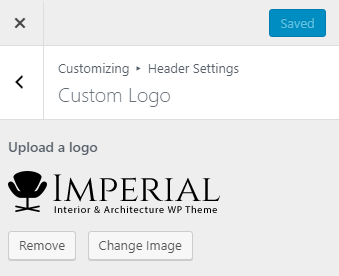 Saved
Customizing ▸ Header Settings
Custom Logo
Upload a logo
IMPERIAL
Interior & Architecture WP Theme
Remove
Change Image